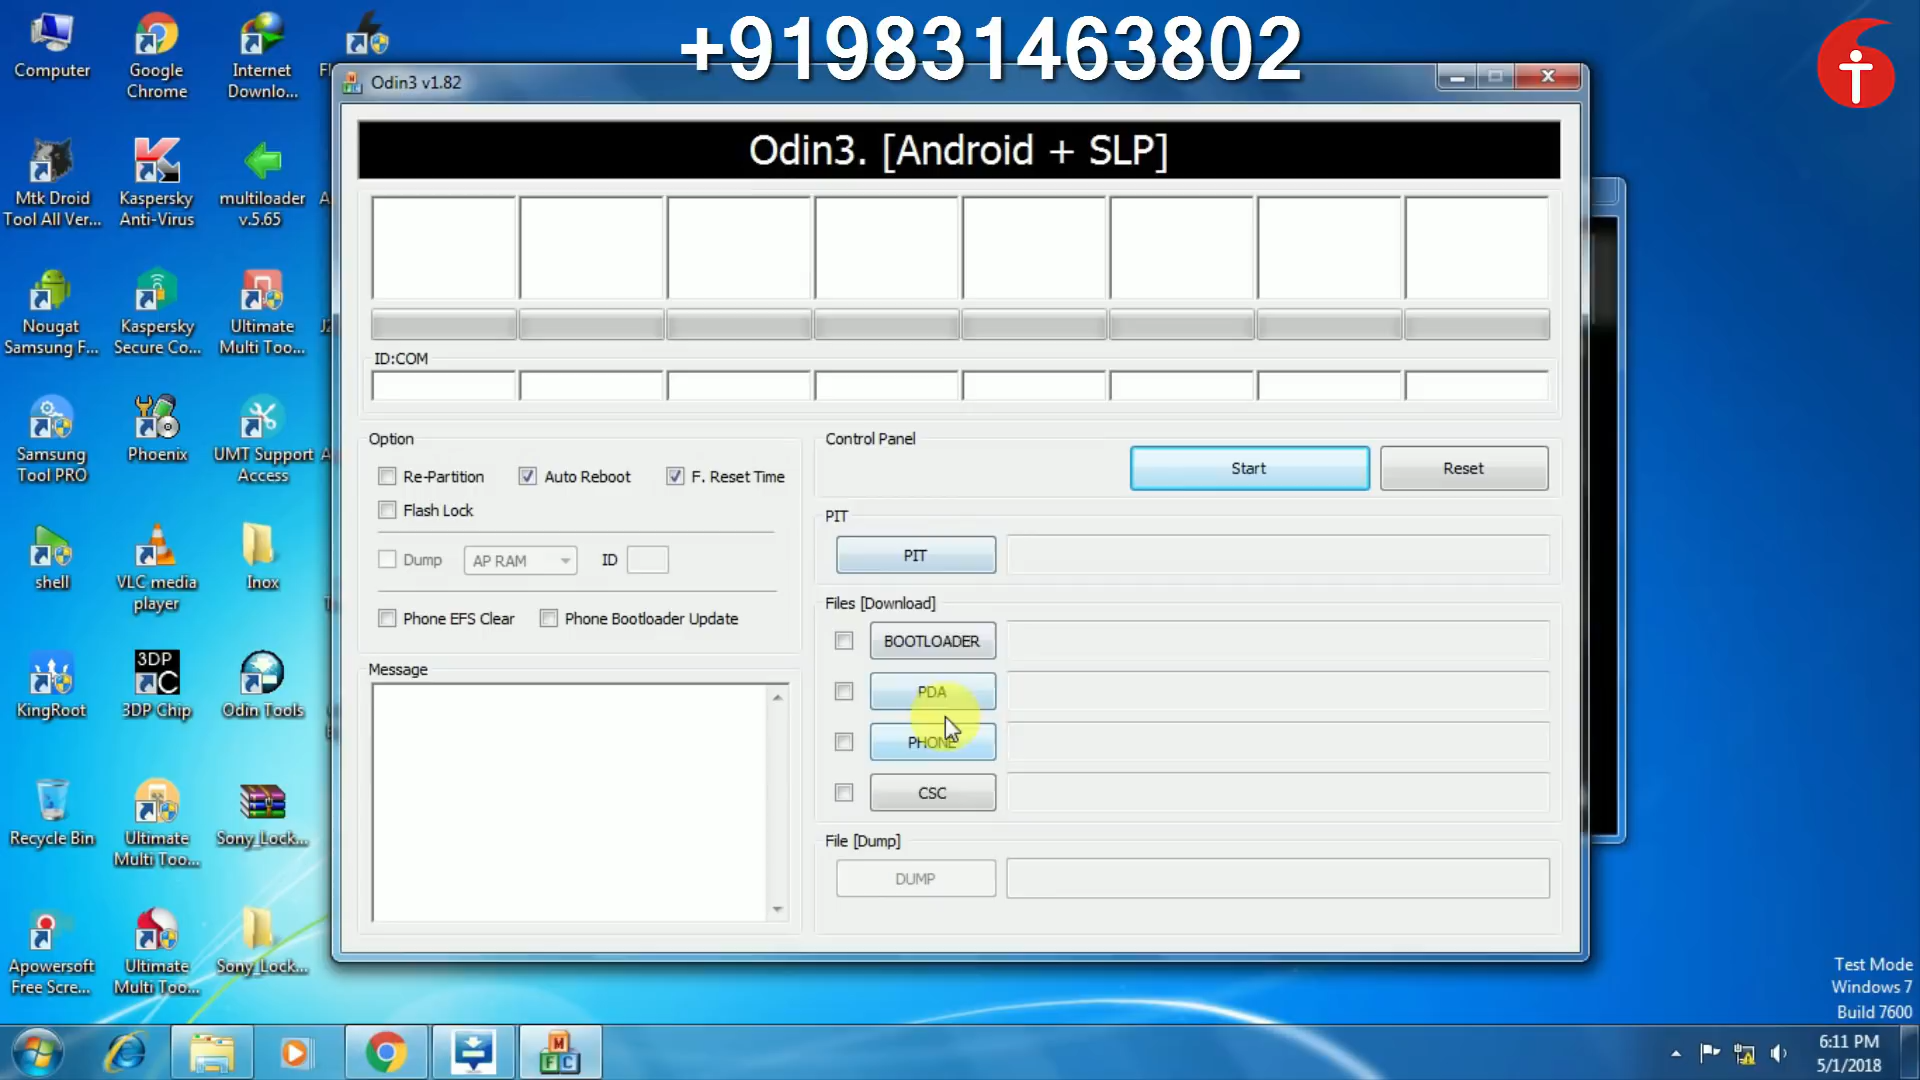 +919831463802
Computer
Google
Chrome
Internet
Downlo...
Odin3 v1.82
Odin3. [Android + SLP]
Mtk Droid
Tool All Ver...
Kaspersky
Anti-Virus
multiloader
v.5.65
Nougat
Samsung F...
Kaspersky
Secure Co...
Ultimate
Multi Too...
ID:COM
Samsung
Tool PRO
Phoenix
UMT Support
Access
Option
Re-Partition
Auto Reboot
F. Reset Time
Flash Lock
Dump
AP RAM
ID
Phone EFS Clear
Phone Bootloader Update
Message
Control Panel
Start
Reset
PIT
PIT
Files [Download]
BOOTLOADER
PDA
PHONE
CSC
File [Dump]
DUMP
shell
VLC media
player
Inox
KingRoot
3DP
C
3DP Chip
Odin Tools
Recycle Bin
Ultimate
Multi Too...
Sony_Lock...
Apowersoft
Free Scre...
Ultimate
Multi Too...
Sony_Lock...
Test Mode
Windows 7
Build 7600
M
F C
6:11 PM
5/1/2018